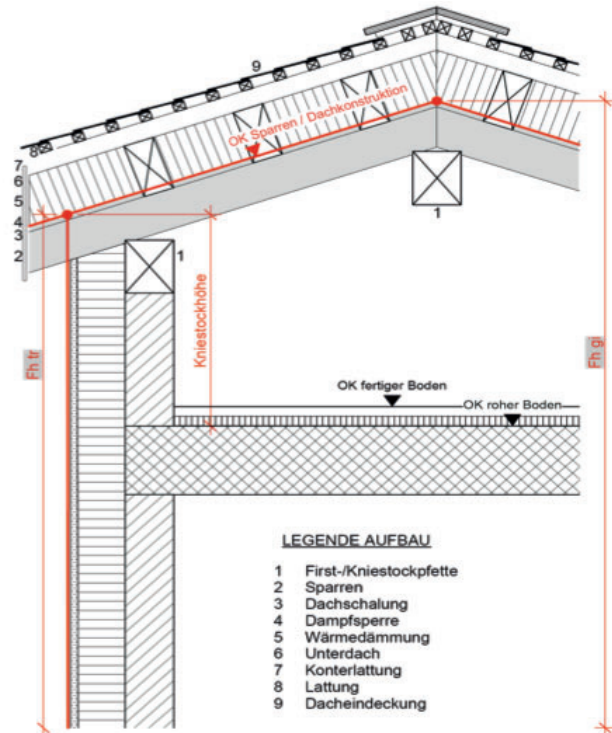 9
OK Sparren / Dachkonstruktion
8
7
6
5
4
3
2
1
1
Kniestockhöhe
Fh tr
Fh gi
OK fertiger Boden
OK roher Boden
LEGENDE AUFBAU
1 First-/Kniestockpfette
2 Sparren
3 Dachschalung
4 Dampfsperre
5 Wärmedämmung
6 Unterdach
7 Konterlattung
8 Lattung
9 Dacheindeckung